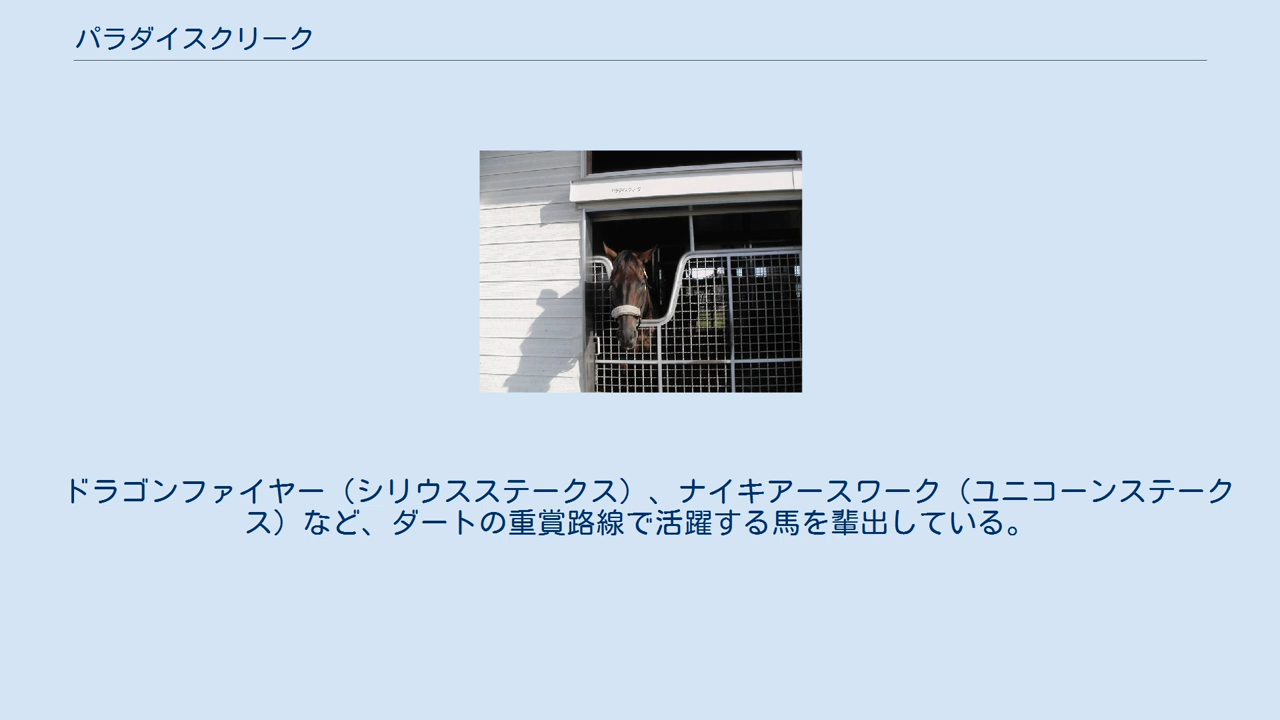 パラダイスクリーク
ドラゴンファイヤー（シリウスステークス）、ナイキアースワーク（ユニコーンステーク
ス）など、ダートの重賞路線で活躍する馬を輩出している。